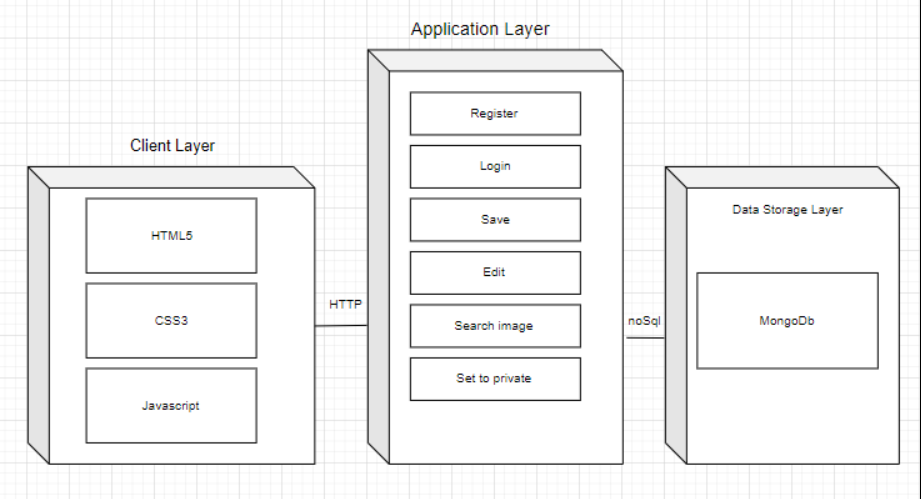 Application Layer
Register
Login
Save
Edit
Search image
Set to private
Client Layer
HTML5
CSS3
Javascript
HTTP
noSql
Data Storage Layer
MongoDb